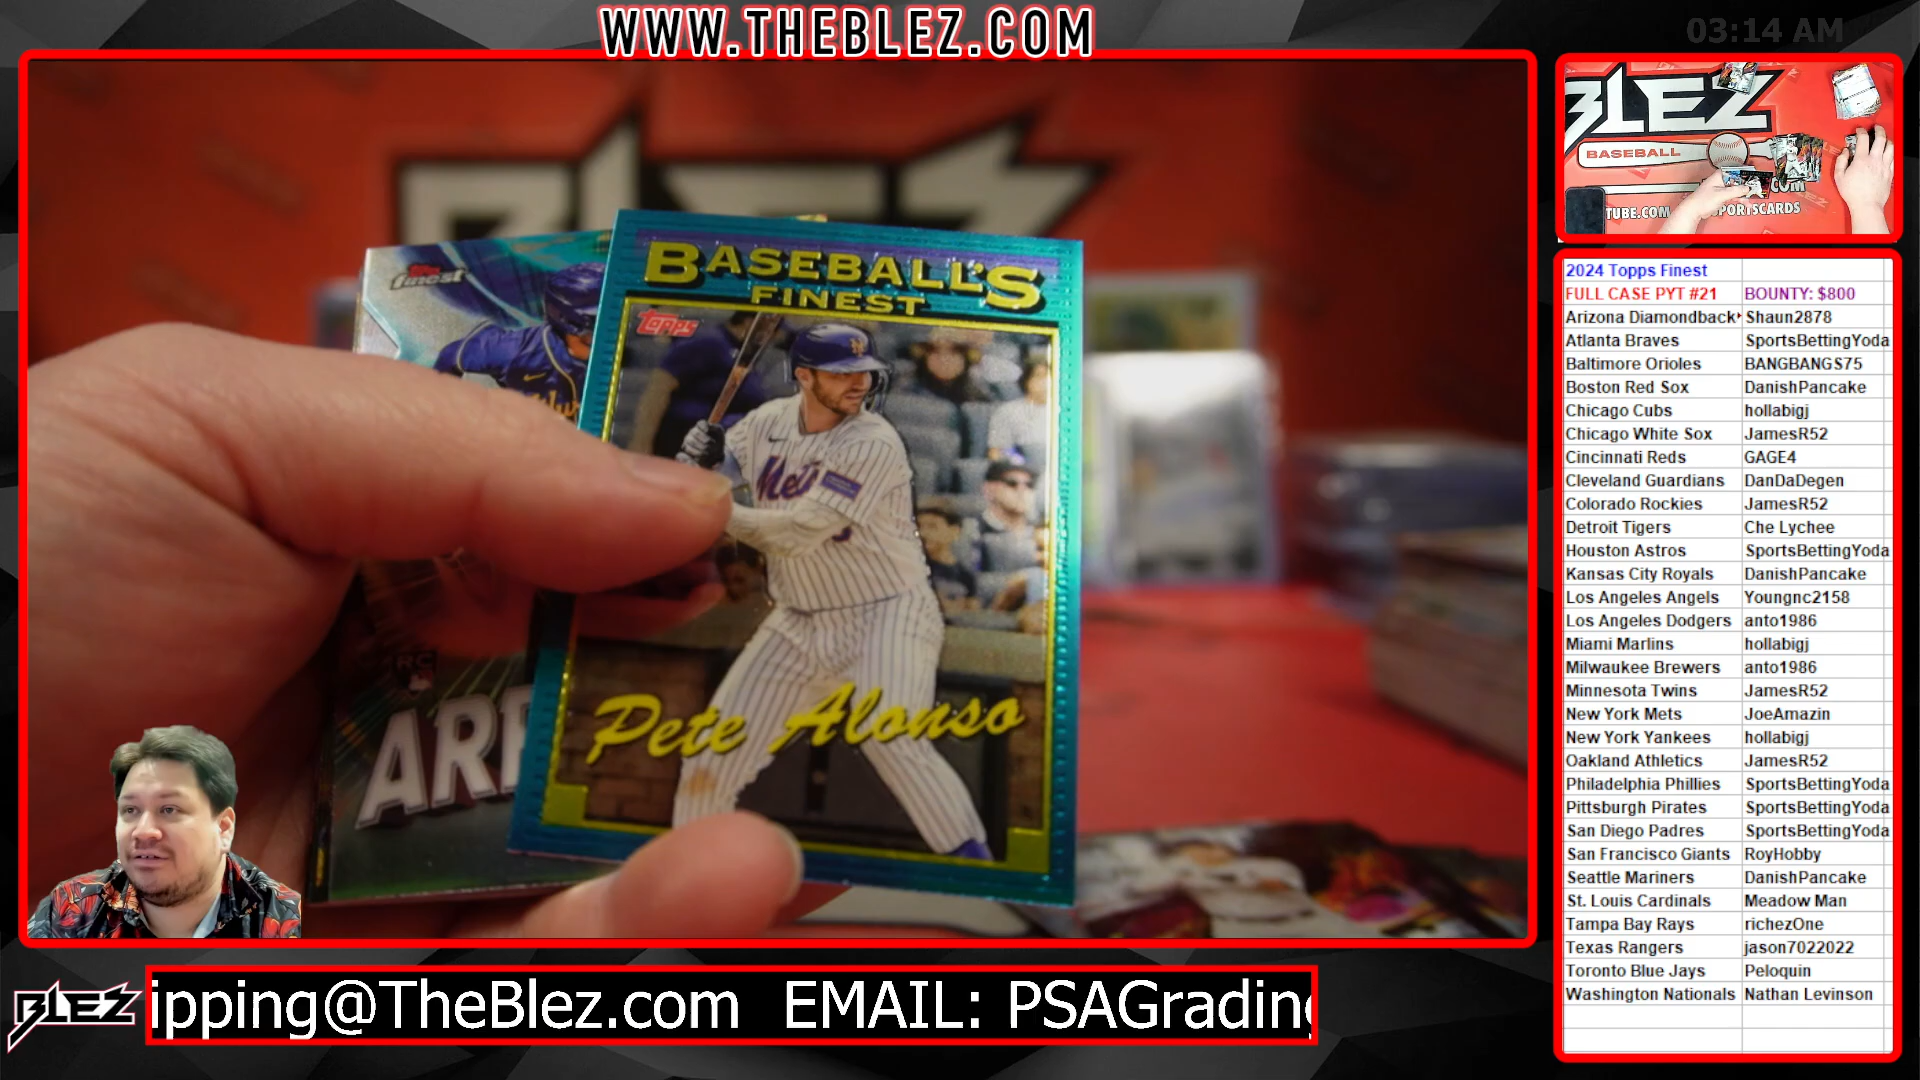 WWW.THEBLEZ.COM
03:14 AM
BLEZ
BASEBALL'S
FINEST
Topps
Topps
finest
Mets
Pete Alonso
RC
ARR
BLEZ
BASEBALL
.COM
TUBE.COM
SPORTSCARDS
2024 Topps Finest
FULL CASE PYT #21 BOUNTY: $800
Arizona Diamondback Shaun2878
Atlanta Braves SportsBettingYoda
Baltimore Orioles BANGBANGS75
Boston Red Sox DanishPancake
Chicago Cubs hollabigj
Chicago White Sox JamesR52
Cincinnati Reds GAGE4
Cleveland Guardians DanDaDegen
Colorado Rockies JamesR52
Detroit Tigers Che Lychee
Houston Astros SportsBettingYoda
Kansas City Royals DanishPancake
Los Angeles Angels Youngnc2158
Los Angeles Dodgers anto1986
Miami Marlins hollabigj
Milwaukee Brewers anto1986
Minnesota Twins JamesR52
New York Mets JoeAmazin
New York Yankees hollabigj
Oakland Athletics JamesR52
Philadelphia Phillies SportsBettingYoda
Pittsburgh Pirates SportsBettingYoda
San Diego Padres SportsBettingYoda
San Francisco Giants RoyHobby
Seattle Mariners DanishPancake
St. Louis Cardinals Meadow Man
Tampa Bay Rays richezOne
Texas Rangers jason7022022
Toronto Blue Jays Peloquin
Washington Nationals Nathan Levinson
BLEZ
ipping@TheBlez.com EMAIL: PSAGrading